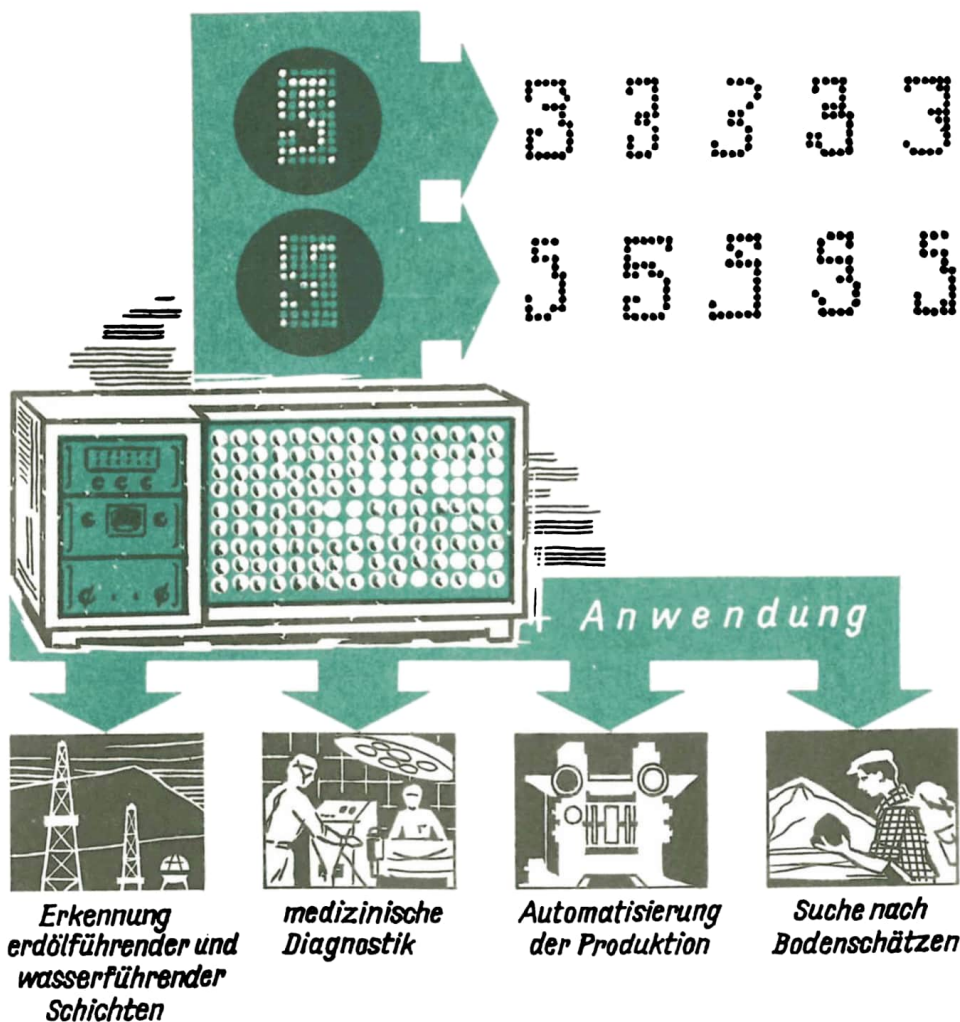 3 3 3 3 3
5 5 5 5 5
Anwendung
Erkennung
erdölführender und
wasserführender
Schichten
medizinische
Diagnostik
Automatisierung
der Produktion
Suche nach
Bodenschätzen